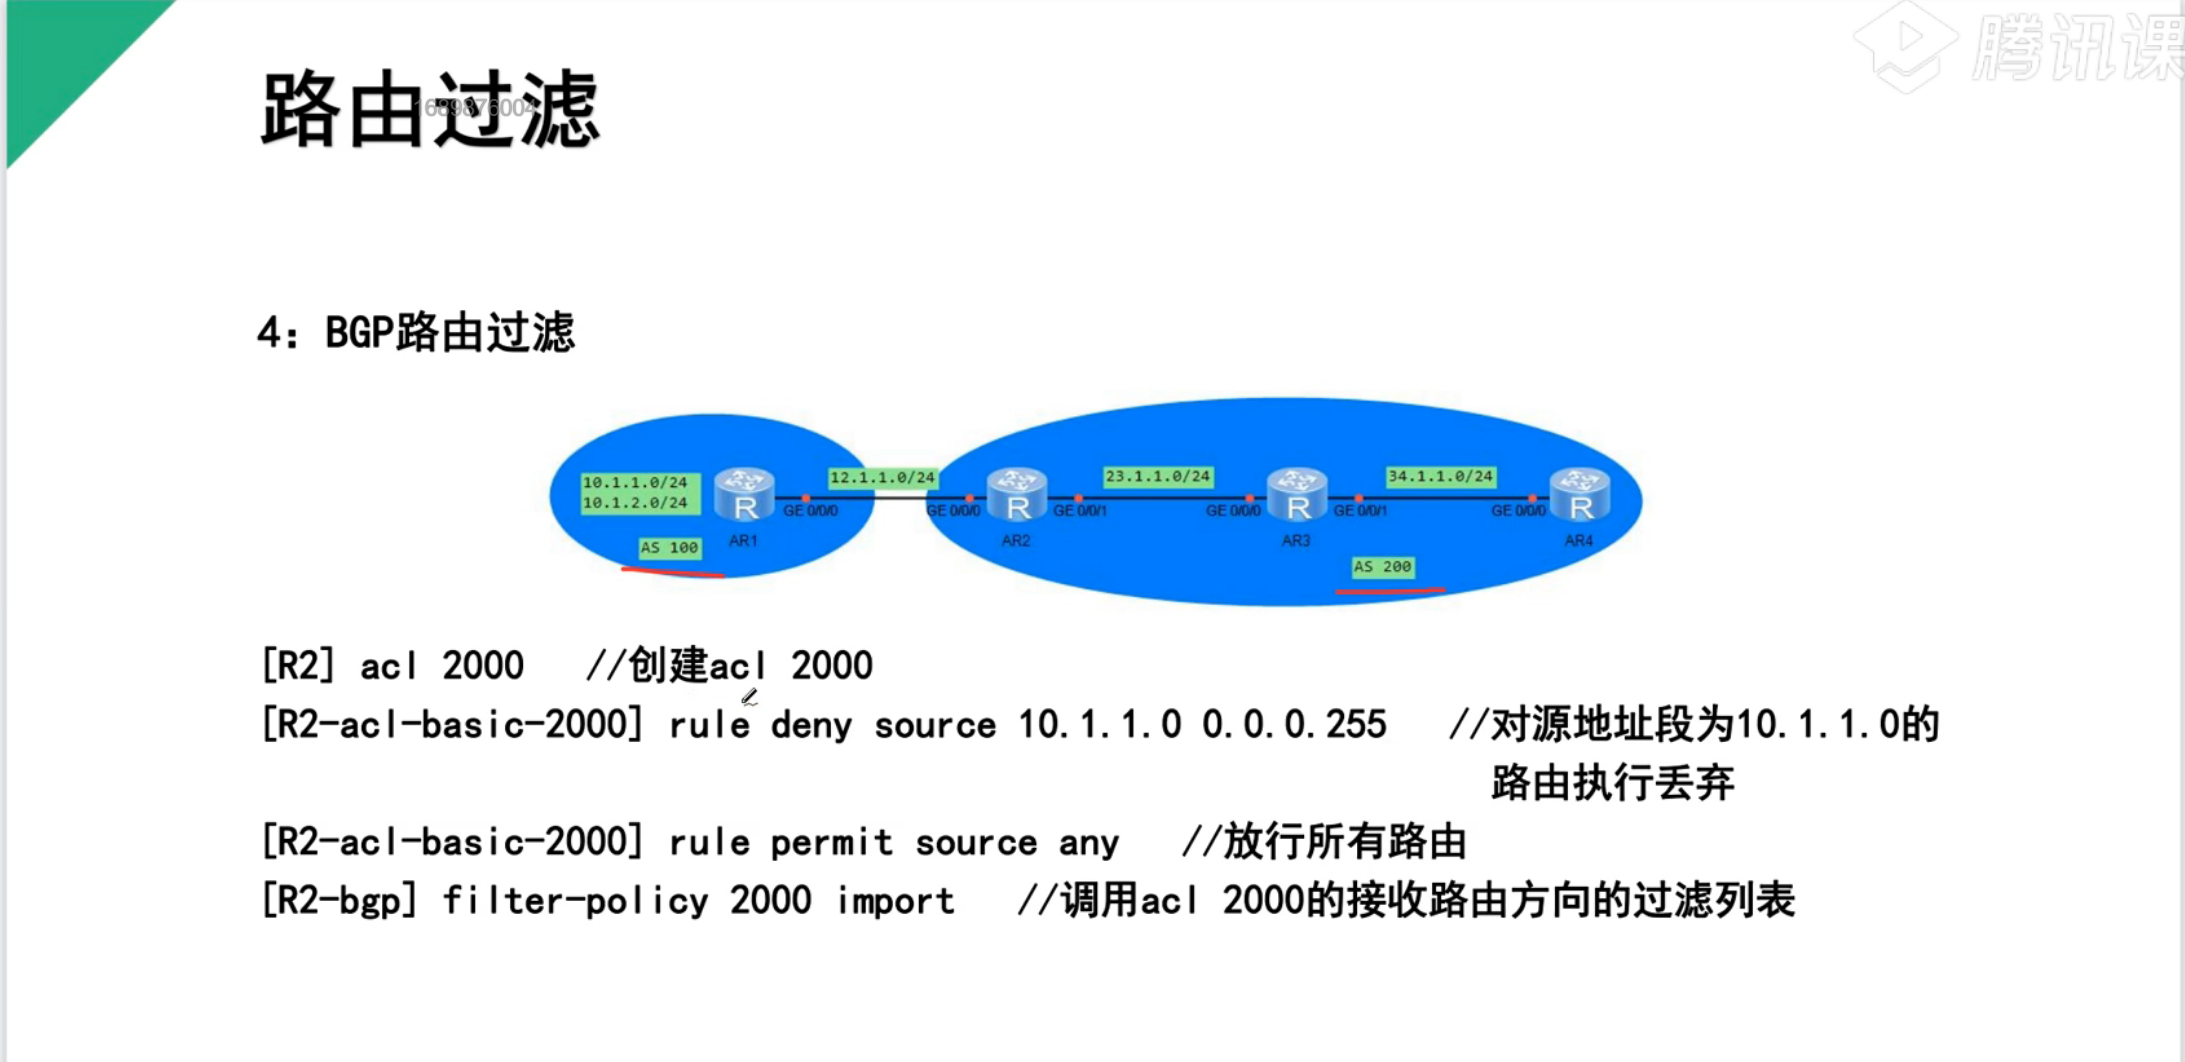 腾讯课
路由过滤
1689876004
4：BGP路由过滤
10.1.1.0/24
10.1.2.0/24
12.1.1.0/24
23.1.1.0/24
34.1.1.0/24
GE 0/0/0
GE 0/0/0
GE 0/0/1
GE 0/0/0
GE 0/0/1
GE 0/0/0
R
R
R
R
AR1
AR2
AR3
AR4
AS 100
AS 200
[R2] acl 2000 //创建acl 2000
[R2-acl-basic-2000] rule deny source 10.1.1.0 0.0.0.255 //对源地址段为10.1.1.0的
路由执行丢弃
[R2-acl-basic-2000] rule permit source any //放行所有路由
[R2-bgp] filter-policy 2000 import //调用acl 2000的接收路由方向的过滤列表